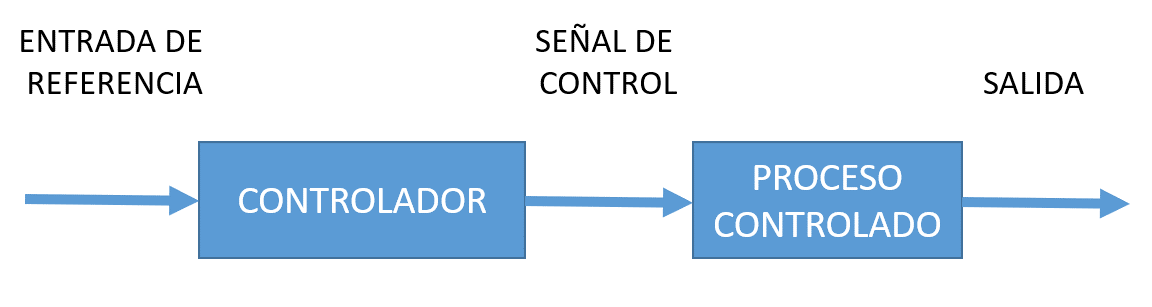 ENTRADA DE
REFERENCIA
SEÑAL DE
CONTROL
SALIDA
CONTROLADOR
PROCESO
CONTROLADO